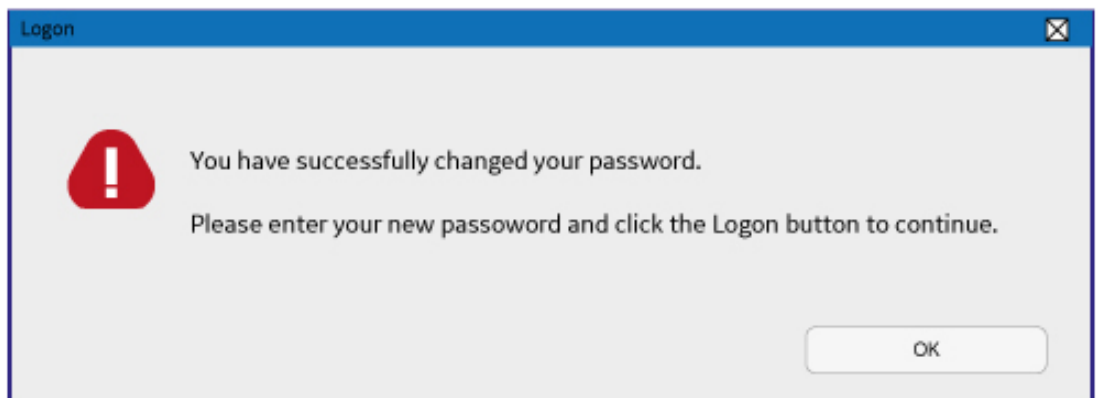 Logon
You have successfully changed your password.
Please enter your new passoword and click the Logon button to continue.
OK